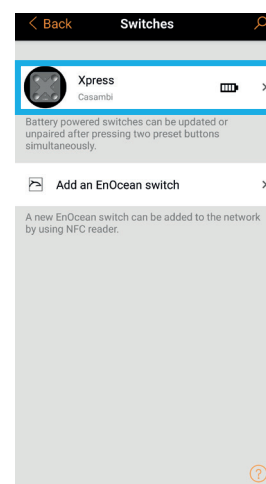 < Back Switches
Xpress
Casambi
Battery powered switches can be updated or
unpaired after pressing two preset buttons
simultaneously.
Add an EnOcean switch
A new EnOcean switch can be added to the network
by using NFC reader.
?